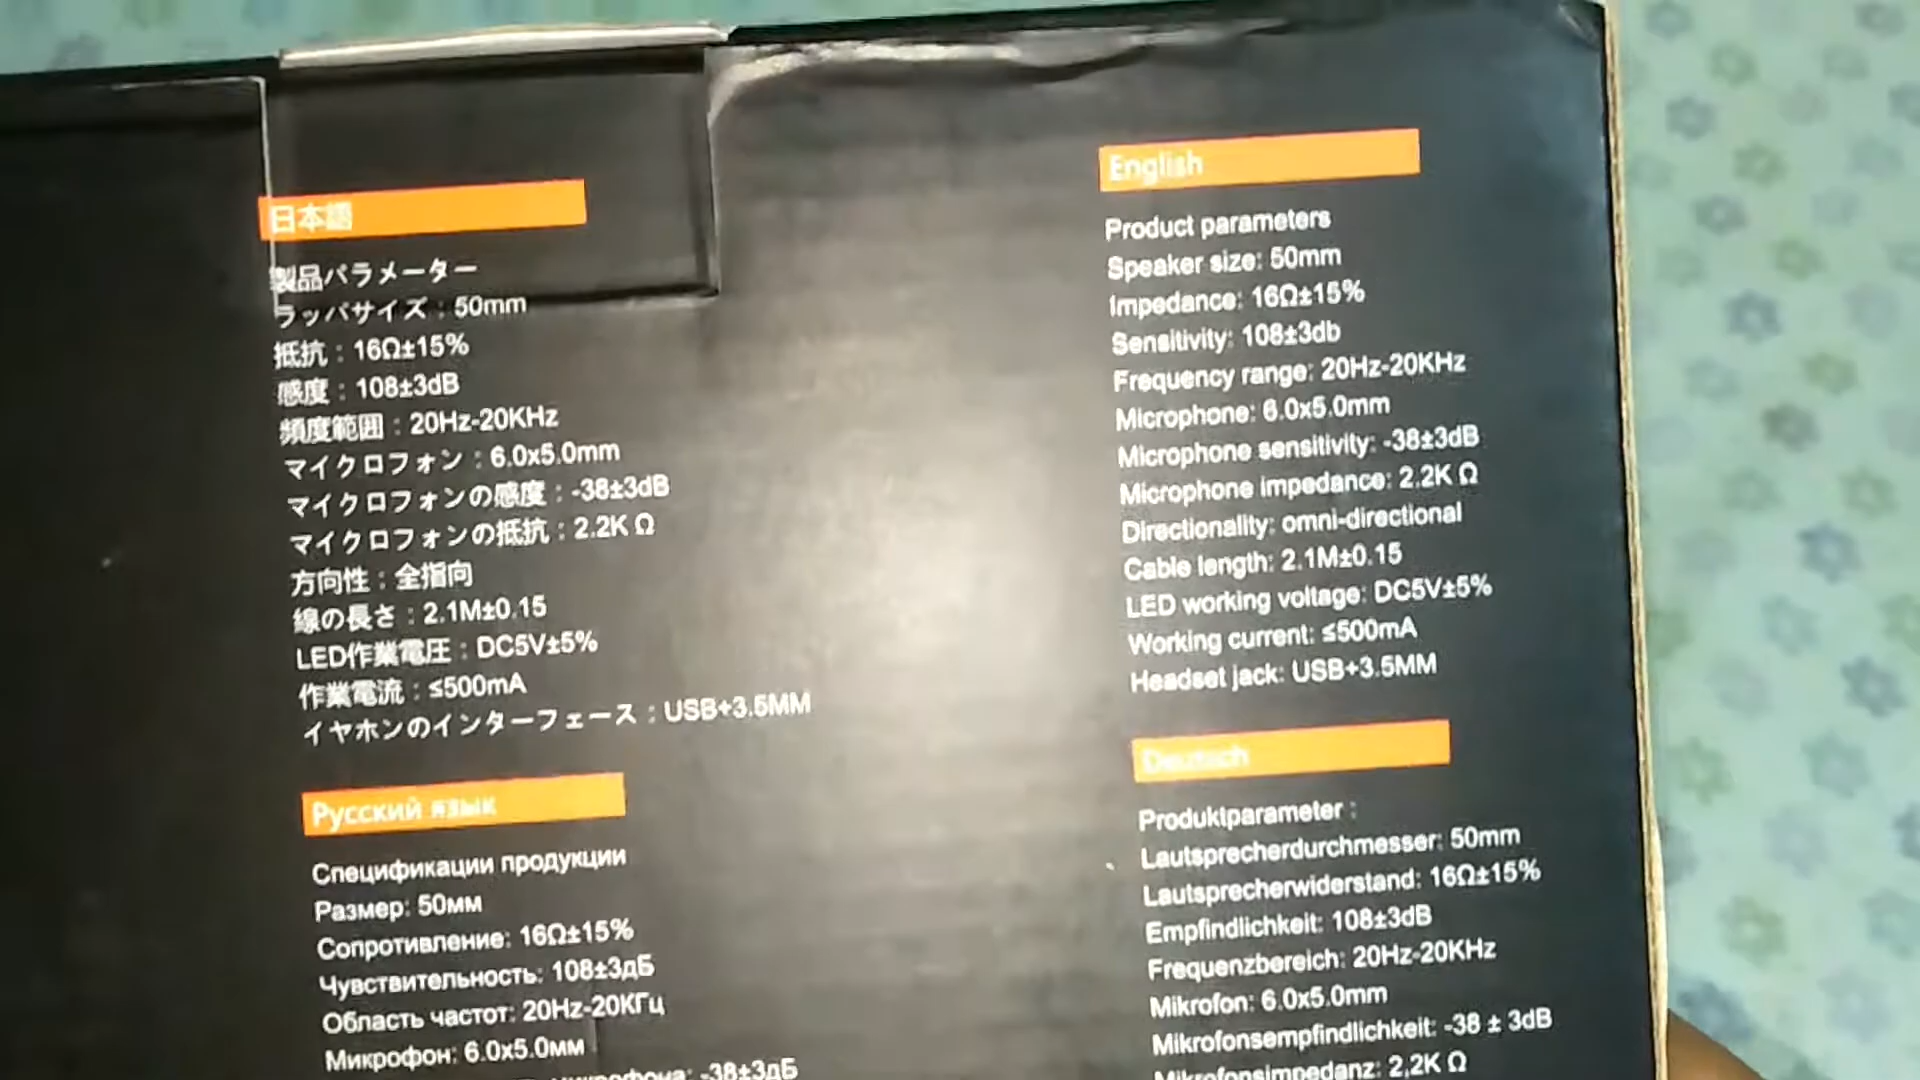 日本語
製品パラメーター
ラッパサイズ：50mm
抵抗：16Ω±15%
感度：108±3dB
頻度範囲：20Hz-20KHz
マイクロフォン：6.0x5.0mm
マイクロフォンの感度：-38±3dB
マイクロフォンの抵抗：2.2K Ω
方向性：全指向
線の長さ：2.1M±0.15
LED作業電圧：DC5V±5%
作業電流：≤500mA
イヤホンのインターフェース：USB+3.5MM
Русский язык
Спецификации продукции
Размер: 50мм
Сопротивление: 16Ω±15%
Чувствительность: 108±3дБ
Область частот: 20Hz-20КГц
Микрофон: 6.0x5.0мм
-38±3дБ
English
Product parameters
Speaker size: 50mm
Impedance: 16Ω±15%
Sensitivity: 108±3db
Frequency range: 20Hz-20KHz
Microphone: 6.0x5.0mm
Microphone sensitivity: -38±3dB
Microphone impedance: 2.2K Ω
Directionality: omni-directional
Cable length: 2.1M±0.15
LED working voltage: DC5V±5%
Working current: ≤500mA
Headset jack: USB+3.5MM
Deutsch
Produktparameter :
Lautsprecherdurchmesser: 50mm
Lautsprecherwiderstand: 16Ω±15%
Empfindlichkeit: 108±3dB
Frequenzbereich: 20Hz-20KHz
Mikrofon: 6.0x5.0mm
Mikrofonsempfindlichkeit: -38 ± 3dB
Mikrofonsimpedanz: 2,2K Ω